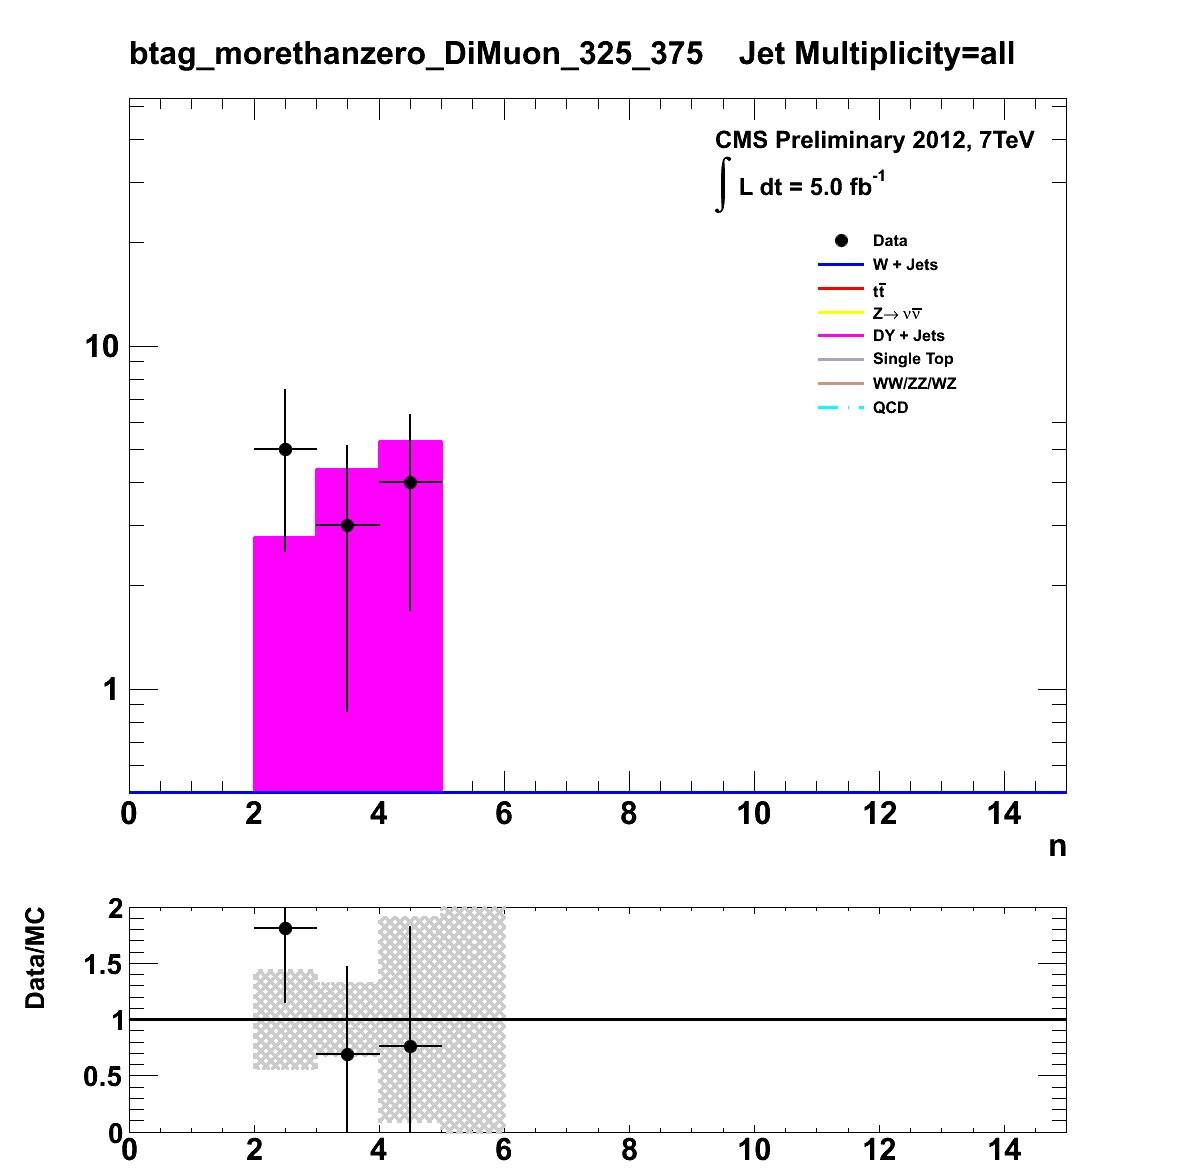 btag_morethanzero_DiMuon_325_375 Jet Multiplicity=all
CMS Preliminary 2012, 7TeV
∫ L dt = 5.0 fb⁻¹
Data
W + Jets
tt̅
Z→ νν̅
DY + Jets
Single Top
WW/ZZ/WZ
QCD
10
1
0 2 4 6 8 10 12 14
n
Data/MC
2
1.5
1
0.5
0
0 2 4 6 8 10 12 14